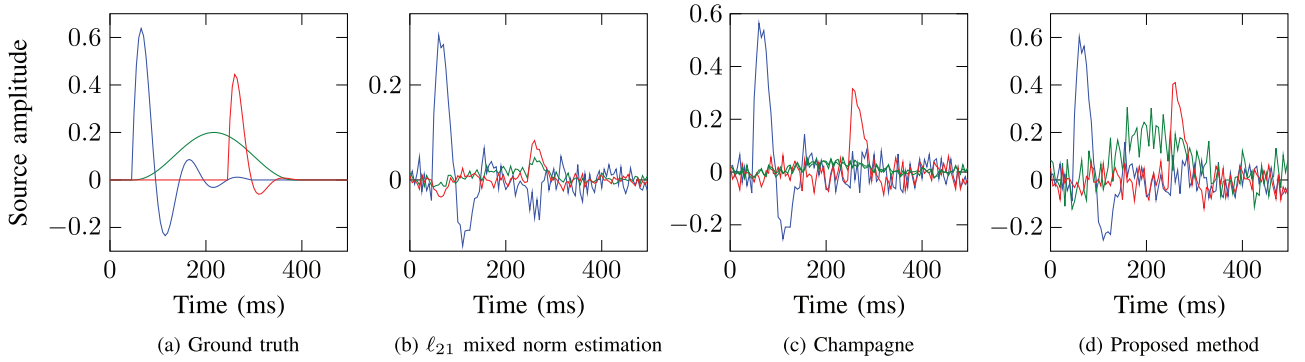 Source amplitude
0.6
0.4
0.2
0
−0.2
0 200 400
Time (ms)
(a) Ground truth
0.2
0
0 200 400
Time (ms)
(b) ℓ21 mixed norm estimation
0.6
0.4
0.2
0
−0.2
0 200 400
Time (ms)
(c) Champagne
0.6
0.4
0.2
0
−0.2
0 200 400
Time (ms)
(d) Proposed method